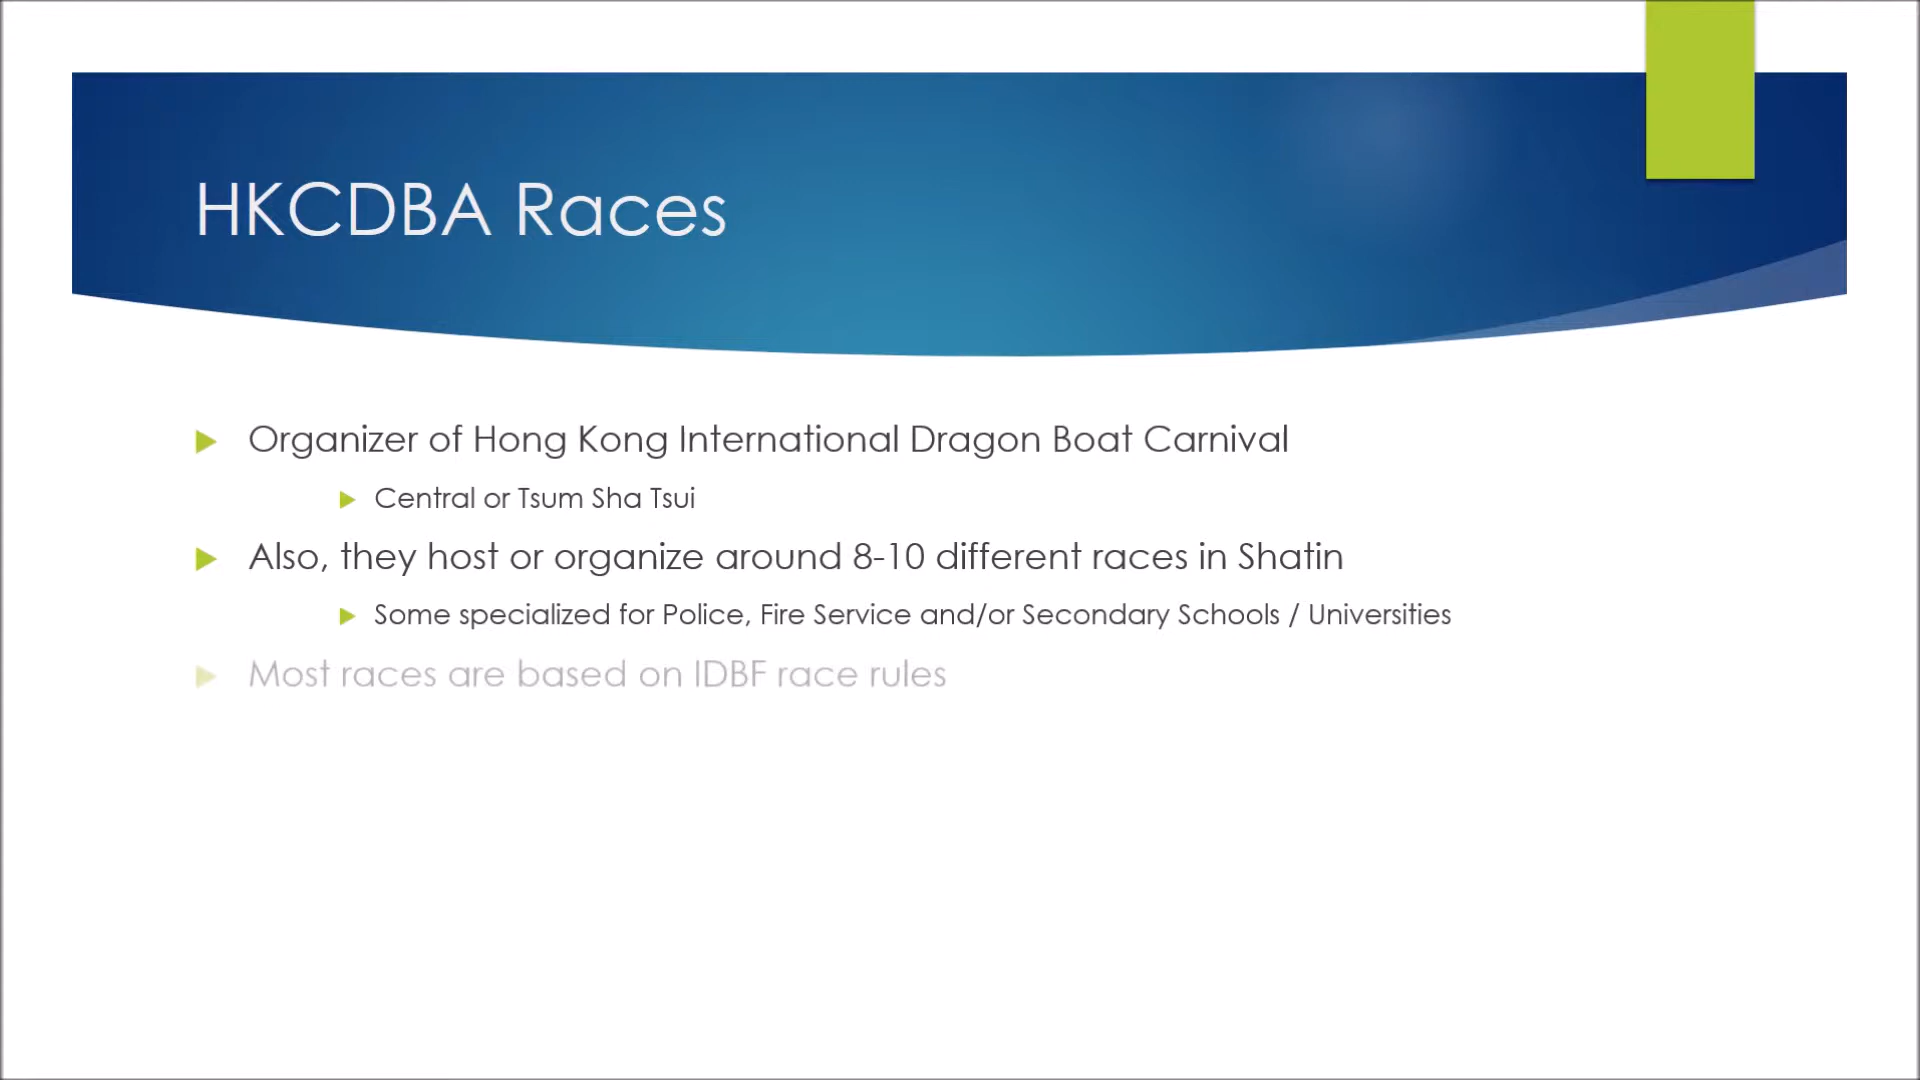 HKCDBA Races
Organizer of Hong Kong International Dragon Boat Carnival
Central or Tsum Sha Tsui
Also, they host or organize around 8-10 different races in Shatin
Some specialized for Police, Fire Service and/or Secondary Schools / Universities
Most races are based on IDBF race rules